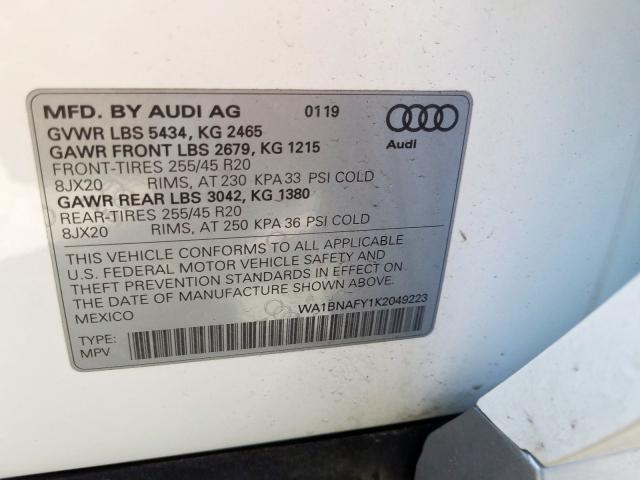 MFD. BY AUDI AG 0119
GVWR LBS 5434, KG 2465
GAWR FRONT LBS 2679, KG 1215
FRONT-TIRES 255/45 R20
8JX20 RIMS, AT 230 KPA 33 PSI COLD
GAWR REAR LBS 3042, KG 1380
REAR-TIRES 255/45 R20
8JX20 RIMS, AT 250 KPA 36 PSI COLD
Audi
THIS VEHICLE CONFORMS TO ALL APPLICABLE
U.S. FEDERAL MOTOR VEHICLE SAFETY AND
THEFT PREVENTION STANDARDS IN EFFECT ON
THE DATE OF MANUFACTURE SHOWN ABOVE.
MEXICO WA1BNAFY1K2049223
TYPE:
MPV